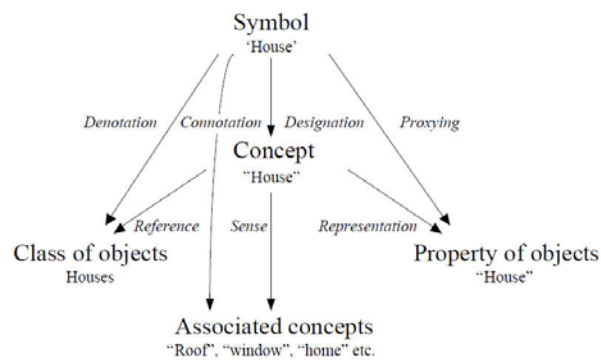 Symbol
‘House’
Denotation Connotation Designation Proxying
Concept
"House"
Reference Sense Representation
Class of objects
Houses
Property of objects
"House"
Associated concepts
"Roof", "window", "home" etc.